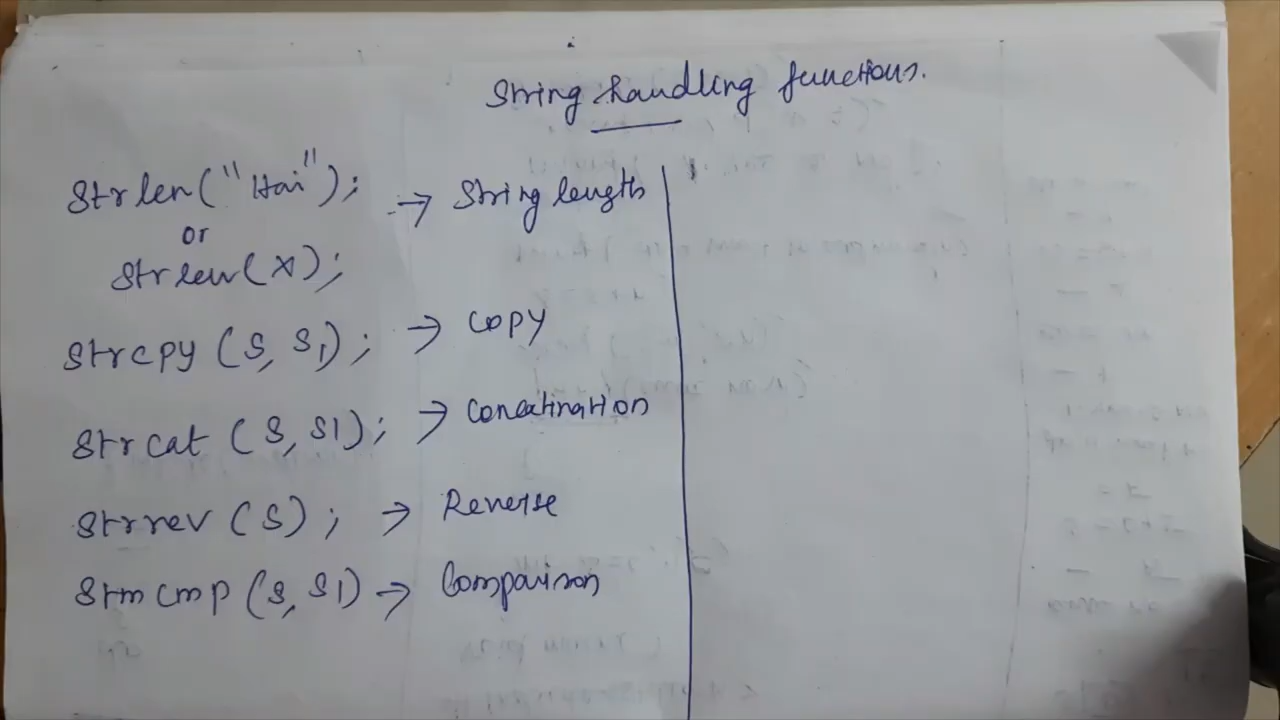 String handling functions.
Strlen("Hai"); → String length
or
Strlen(X);
Strcpy (S, S1); → Copy
Strcat (S, S1); → Concatination
Strrev (S); → Reverse
Strmcmp (S, S1) → Comparison